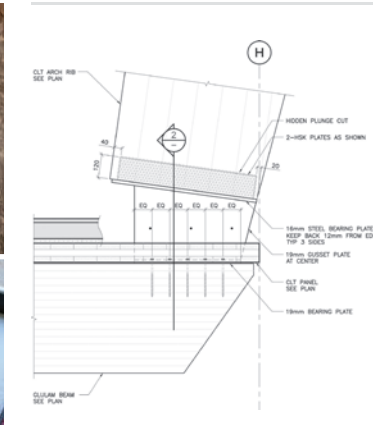 H
CLT ARCH RIB
SEE PLAN
HIDDEN PLUNGE CUT
2-HSK PLATES AS SHOWN
2
40
120
20
EQ EQ EQ EQ EQ EQ
16mm STEEL BEARING PLATE
KEEP BACK 12mm FROM ED
TYP 3 SIDES
19mm GUSSET PLATE
AT CENTER
CLT PANEL
SEE PLAN
19mm BEARING PLATE
GLULAM BEAM
SEE PLAN